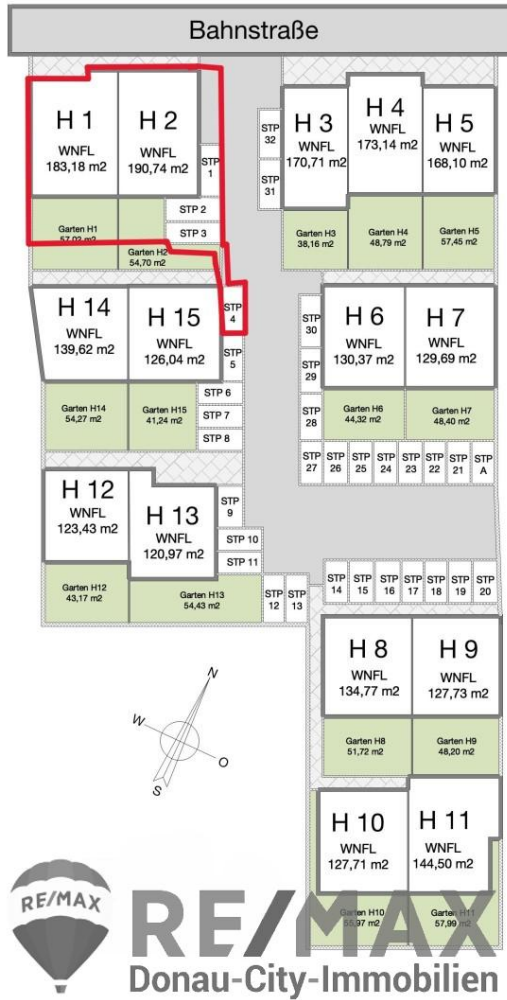 Bahnstraße
H 1
WNFL
183,18 m2
H 2
WNFL
190,74 m2
STP
1
STP 2
STP 3
Garten H1
57,02 m2
Garten H2
54,70 m2
STP
4
STP
32
STP
31
H 3
WNFL
170,71 m2
H 4
WNFL
173,14 m2
H 5
WNFL
168,10 m2
Garten H3
38,16 m2
Garten H4
48,79 m2
Garten H5
57,45 m2
H 14
WNFL
139,62 m2
H 15
WNFL
126,04 m2
STP
5
STP 6
STP 7
STP 8
Garten H14
54,27 m2
Garten H15
41,24 m2
STP
30
STP
29
STP
28
H 6
WNFL
130,37 m2
H 7
WNFL
129,69 m2
Garten H6
44,32 m2
Garten H7
48,40 m2
STP
27
STP
26
STP
25
STP
24
STP
23
STP
22
STP
21
STP
A
H 12
WNFL
123,43 m2
H 13
WNFL
120,97 m2
STP
9
STP 10
STP 11
Garten H12
43,17 m2
Garten H13
54,43 m2
STP
12
STP
13
STP
14
STP
15
STP
16
STP
17
STP
18
STP
19
STP
20
H 8
WNFL
134,77 m2
H 9
WNFL
127,73 m2
Garten H8
51,72 m2
Garten H9
48,20 m2
N
W
O
S
H 10
WNFL
127,71 m2
H 11
WNFL
144,50 m2
Garten H10
55,97 m2
Garten H11
57,99 m2
RE/MAX
RE/MAX
Donau-City-Immobilien